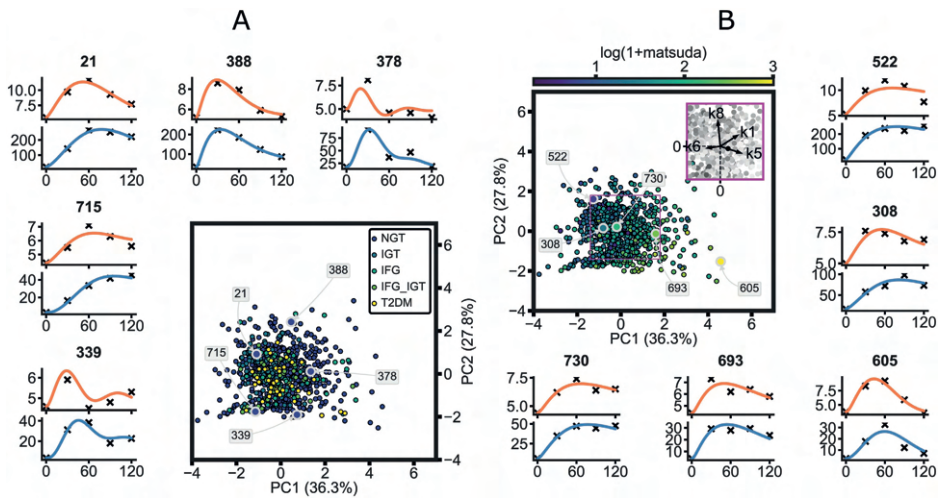 A
B
21
388
378
10.0
7.5
200
100
8
6
200
100
7.5
5.0
75
50
25
0 60 120
0 60 120
0 60 120
715
7
6
5
40
20
0 60 120
339
6
5
40
20
0 60 120
NGT
IGT
IFG
IFG_IGT
T2DM
388
21
715
378
339
6
4
2
0
−2
−4
PC2 (27.8%)
−4 −2 0 2 4 6
PC1 (36.3%)
log(1+matsuda)
1 2 3
6
4
2
0
−2
−4
PC2 (27.8%)
k8
k1
0
k6
k5
0
522
730
308
693
605
−4 −2 0 2 4 6
PC1 (36.3%)
522
10
5
200
100
0 60 120
308
7.5
5.0
100
50
0 60 120
730
7.5
5.0
50
25
0 60 120
693
7
6
5
30
20
10
0 60 120
605
7.5
5.0
30
20
10
0 60 120